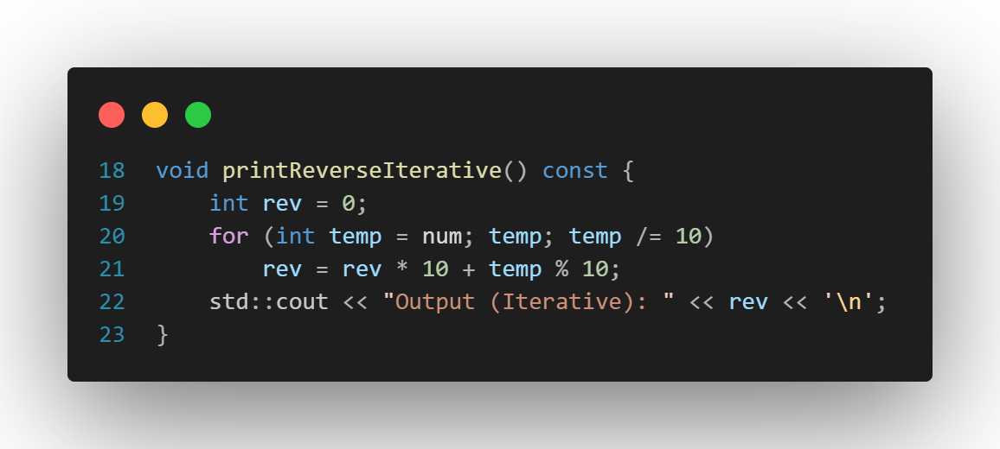 18 void printReverseIterative() const {
19     int rev = 0;
20     for (int temp = num; temp; temp /= 10)
21         rev = rev * 10 + temp % 10;
22     std::cout << "Output (Iterative): " << rev << '\n';
23 }